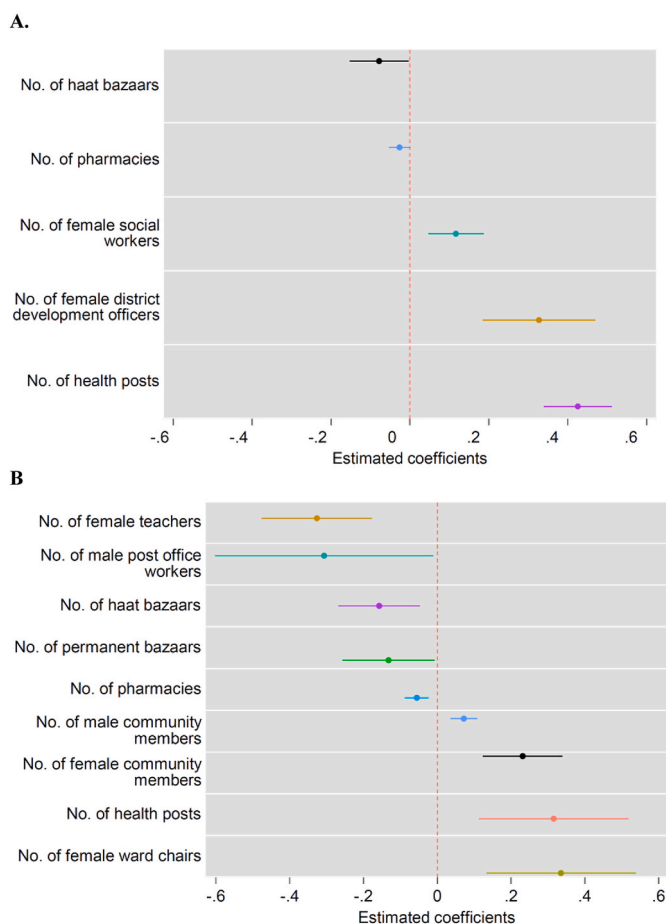 A.
No. of haat bazaars
No. of pharmacies
No. of female social
workers
No. of female district
development officers
No. of health posts
-.6 -.4 -.2 0 .2 .4 .6
Estimated coefficients
B
No. of female teachers
No. of male post office
workers
No. of haat bazaars
No. of permanent bazaars
No. of pharmacies
No. of male community
members
No. of female community
members
No. of health posts
No. of female ward chairs
-.6 -.4 -.2 0 .2 .4 .6
Estimated coefficients